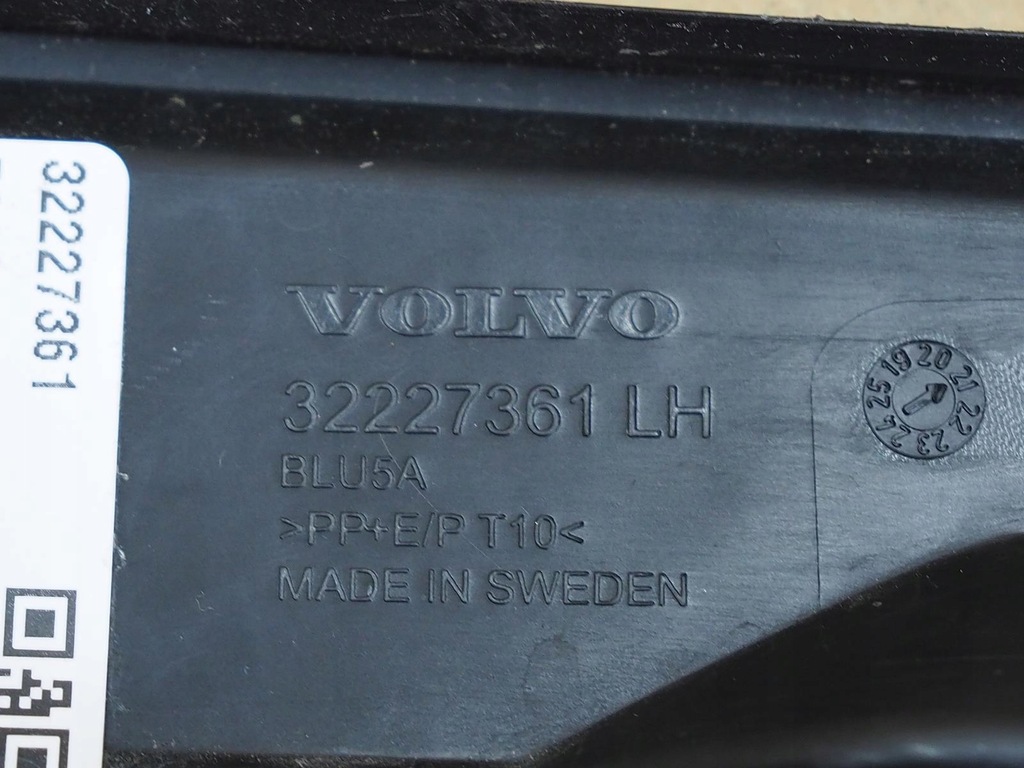 32227361
VOLVO
32227361 LH
BLU5A
>PP+E/P T10<
MADE IN SWEDEN
19 20 21 22 23 24 25